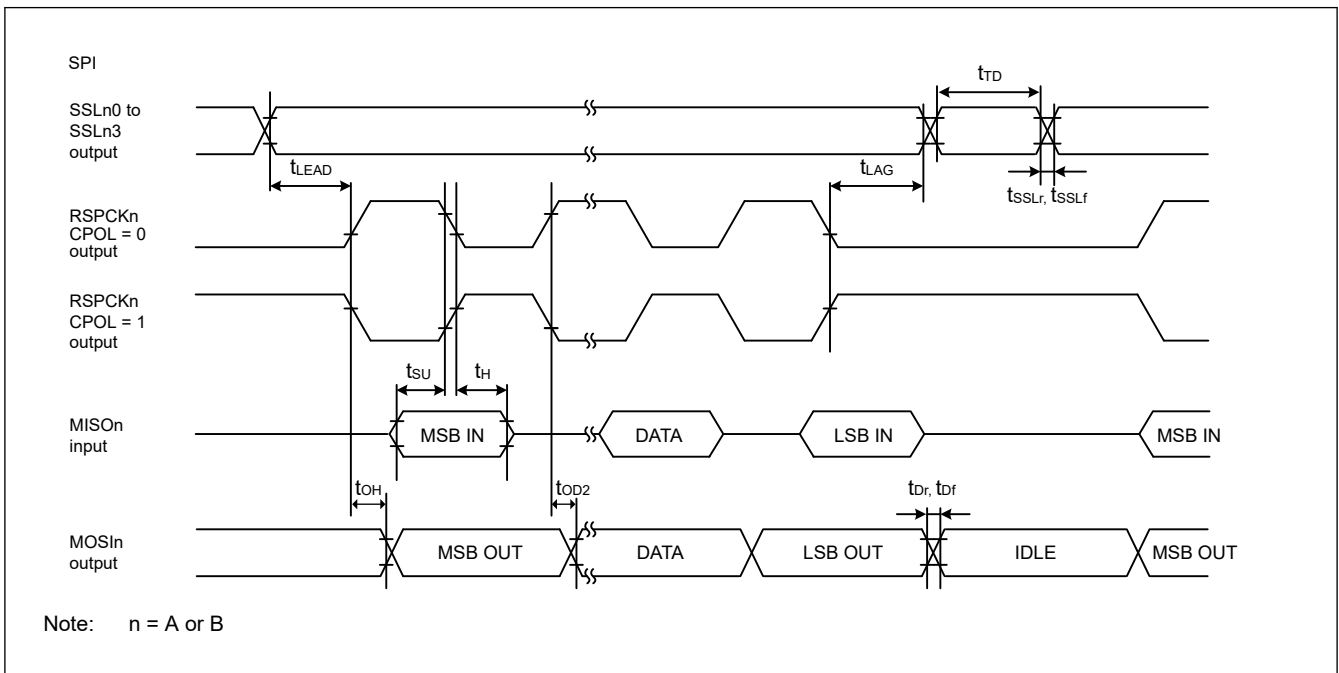 SPI
tTD
SSLn0 to
SSLn3
output
tLEAD
tLAG
tSSLr, tSSLf
RSPCKn
CPOL = 0
output
RSPCKn
CPOL = 1
output
tSU
tH
MISOn
input
MSB IN
DATA
LSB IN
MSB IN
tOH
tOD2
tDr, tDf
MOSIn
output
MSB OUT
DATA
LSB OUT
IDLE
MSB OUT
Note: n = A or B